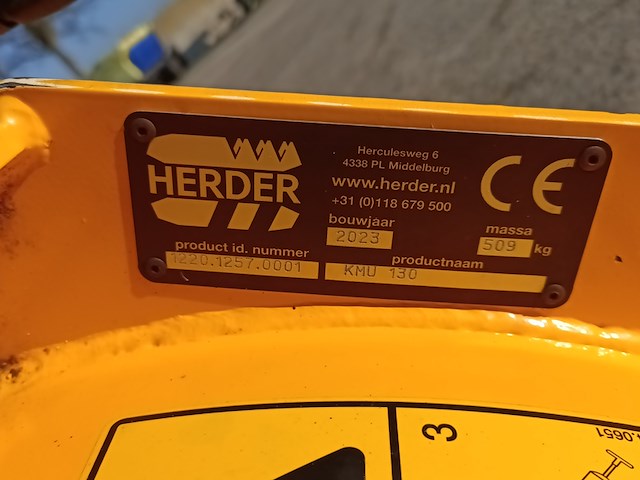 HERDER
Herculesweg 6
4338 PL Middelburg
www.herder.nl
+31 (0)118 679 500
CE
bouwjaar
2023
massa
509 kg
product id. nummer
1220.1257.0001
productnaam
KMU 130
3
.0651